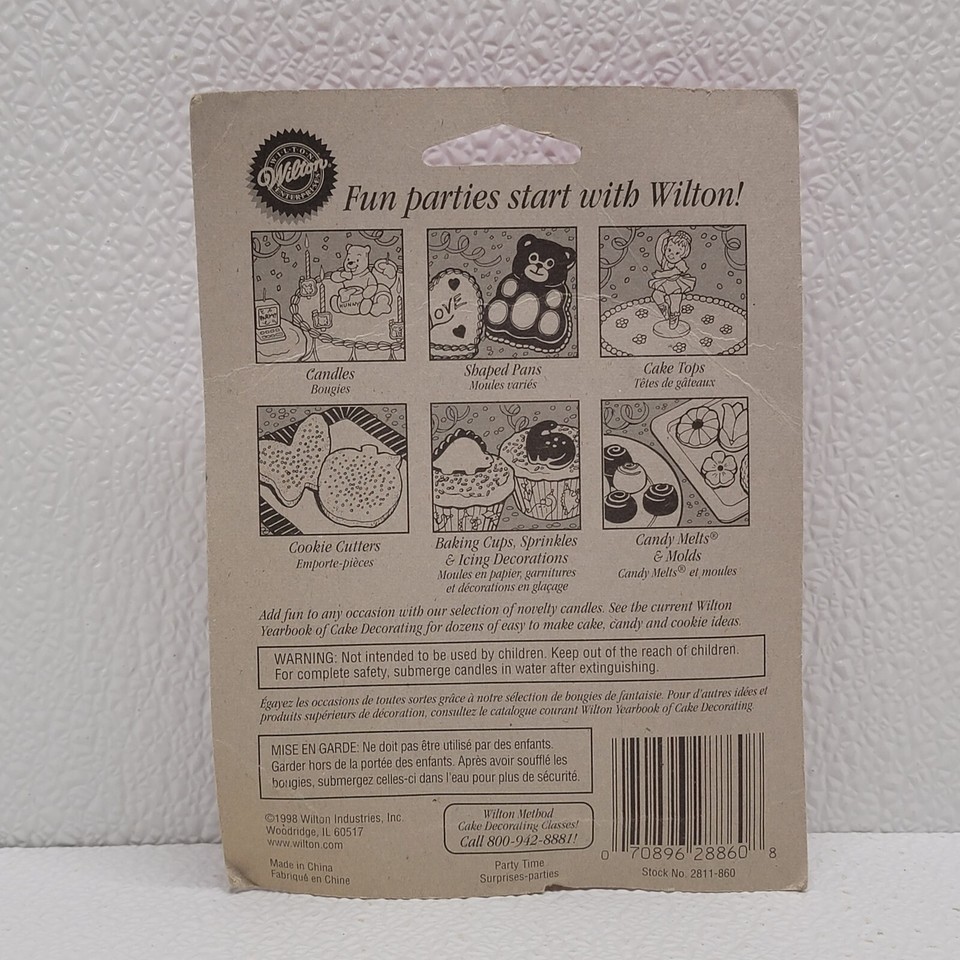 WILTON
Wilton
ENTERPRISES
Fun parties start with Wilton!
HUNNY
LOVE
Candles
Bougies
Shaped Pans
Moules variés
Cake Tops
Têtes de gâteaux
Cookie Cutters
Emporte-pièces
Baking Cups, Sprinkles
& Icing Decorations
Moules en papier, garnitures
et décorations en glaçage
Candy Melts®
& Molds
Candy Melts® et moules
Add fun to any occasion with our selection of novelty candles. See the current Wilton
Yearbook of Cake Decorating for dozens of easy to make cake, candy and cookie ideas.
WARNING: Not intended to be used by children. Keep out of the reach of children.
For complete safety, submerge candles in water after extinguishing.
Égayez les occasions de toutes sortes grâce à notre sélection de bougies de fantaisie. Pour d'autres idées et
produits supérieurs de décoration, consultez le catalogue courant Wilton Yearbook of Cake Decorating
MISE EN GARDE: Ne doit pas être utilisé par des enfants.
Garder hors de la portée des enfants. Après avoir soufflé les
bougies, submergez celles-ci dans l'eau pour plus de sécurité.
©1998 Wilton Industries, Inc.
Woodridge, IL 60517
www.wilton.com
Made in China
Fabriqué en Chine
Wilton Method
Cake Decorating Classes!
Call 800-942-8881!
Party Time
Surprises-parties
0 70896 28860 8
Stock No. 2811-860